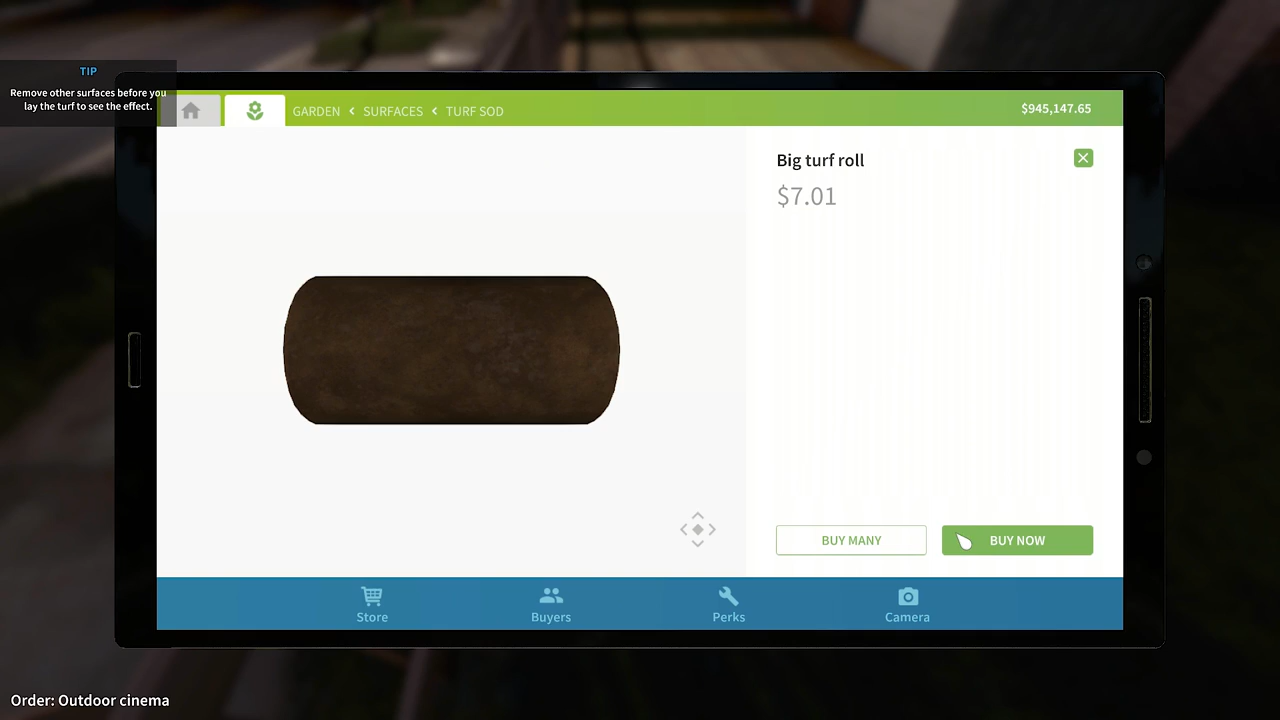 TIP
Remove other surfaces before you
lay the turf to see the effect.
GARDEN < SURFACES < TURF SOD
$945,147.65
Big turf roll
$7.01
BUY MANY
BUY NOW
Store
Buyers
Perks
Camera
Order: Outdoor cinema